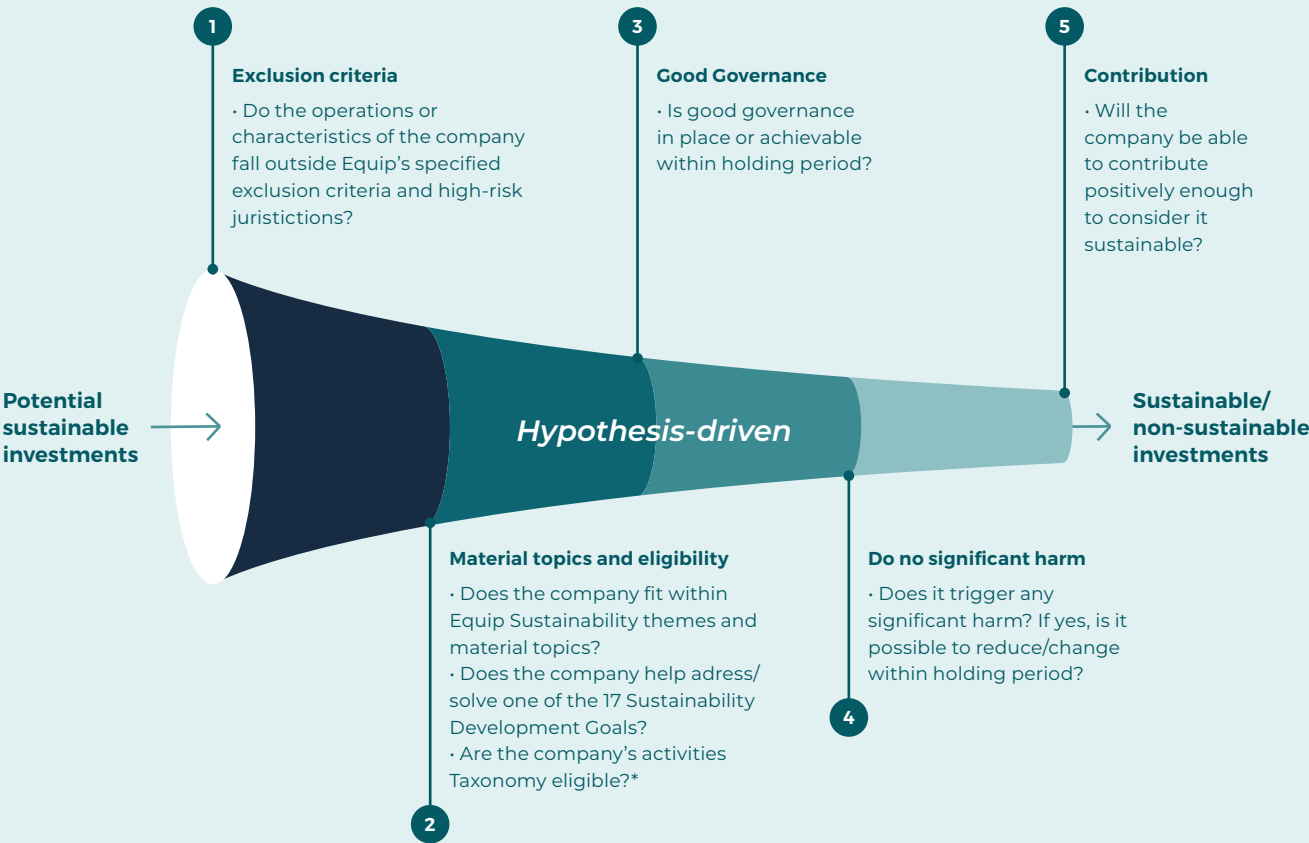 1
Exclusion criteria
· Do the operations or
characteristics of the company
fall outside Equip’s specified
exclusion criteria and high-risk
juristictions?
3
Good Governance
· Is good governance
in place or achievable
within holding period?
5
Contribution
· Will the
company be able
to contribute
positively enough
to consider it
sustainable?
Potential
sustainable
investments
Hypothesis-driven
Sustainable/
non-sustainable
investments
Material topics and eligibility
· Does the company fit within
Equip Sustainability themes and
material topics?
· Does the company help adress/
solve one of the 17 Sustainability
Development Goals?
· Are the company’s activities
Taxonomy eligible?*
2
Do no significant harm
· Does it trigger any
significant harm? If yes, is it
possible to reduce/change
within holding period?
4